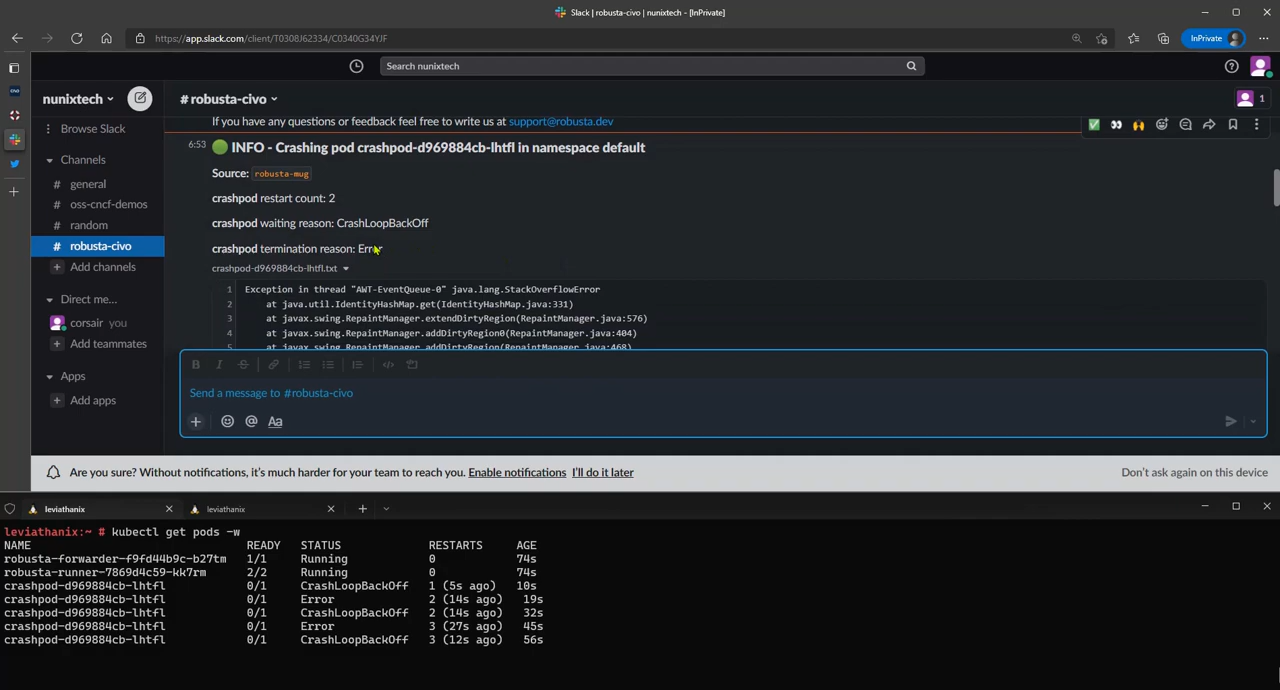 Slack | robusta-civo | nunixtech - [InPrivate]
https://app.slack.com/client/T0308J62334/C0340G34YJF
InPrivate
Search nunixtech
nunixtech
# robusta-civo
1
If you have any questions or feedback feel free to write us at support@robusta.dev
Browse Slack
Channels
# general
# oss-cncf-demos
# random
# robusta-civo
+ Add channels
Direct me...
corsair you
+ Add teammates
Apps
+ Add apps
6:53 INFO - Crashing pod crashpod-d969884cb-lhtfl in namespace default
Source: robusta-mug
crashpod restart count: 2
crashpod waiting reason: CrashLoopBackOff
crashpod termination reason: Error
crashpod-d969884cb-lhtfl.txt
1 Exception in thread "AWT-EventQueue-0" java.lang.StackOverflowError
2 at java.util.IdentityHashMap.get(IdentityHashMap.java:331)
3 at javax.swing.RepaintManager.extendDirtyRegion(RepaintManager.java:576)
4 at javax.swing.RepaintManager.addDirtyRegion0(RepaintManager.java:404)
5 at javax.swing.RepaintManager.addDirtyRegion(RepaintManager.java:468)
B I S
Send a message to #robusta-civo
+ @ Aa
Are you sure? Without notifications, it's much harder for your team to reach you. Enable notifications I'll do it later
Don't ask again on this device
leviathanix
leviathanix
leviathanix:~ # kubectl get pods -w
NAME READY STATUS RESTARTS AGE
robusta-forwarder-f9fd44b9c-b27tm 1/1 Running 0 74s
robusta-runner-7869d4c59-kk7rm 2/2 Running 0 74s
crashpod-d969884cb-lhtfl 0/1 CrashLoopBackOff 1 (5s ago) 10s
crashpod-d969884cb-lhtfl 0/1 Error 2 (14s ago) 19s
crashpod-d969884cb-lhtfl 0/1 CrashLoopBackOff 2 (14s ago) 32s
crashpod-d969884cb-lhtfl 0/1 Error 3 (27s ago) 45s
crashpod-d969884cb-lhtfl 0/1 CrashLoopBackOff 3 (12s ago) 56s